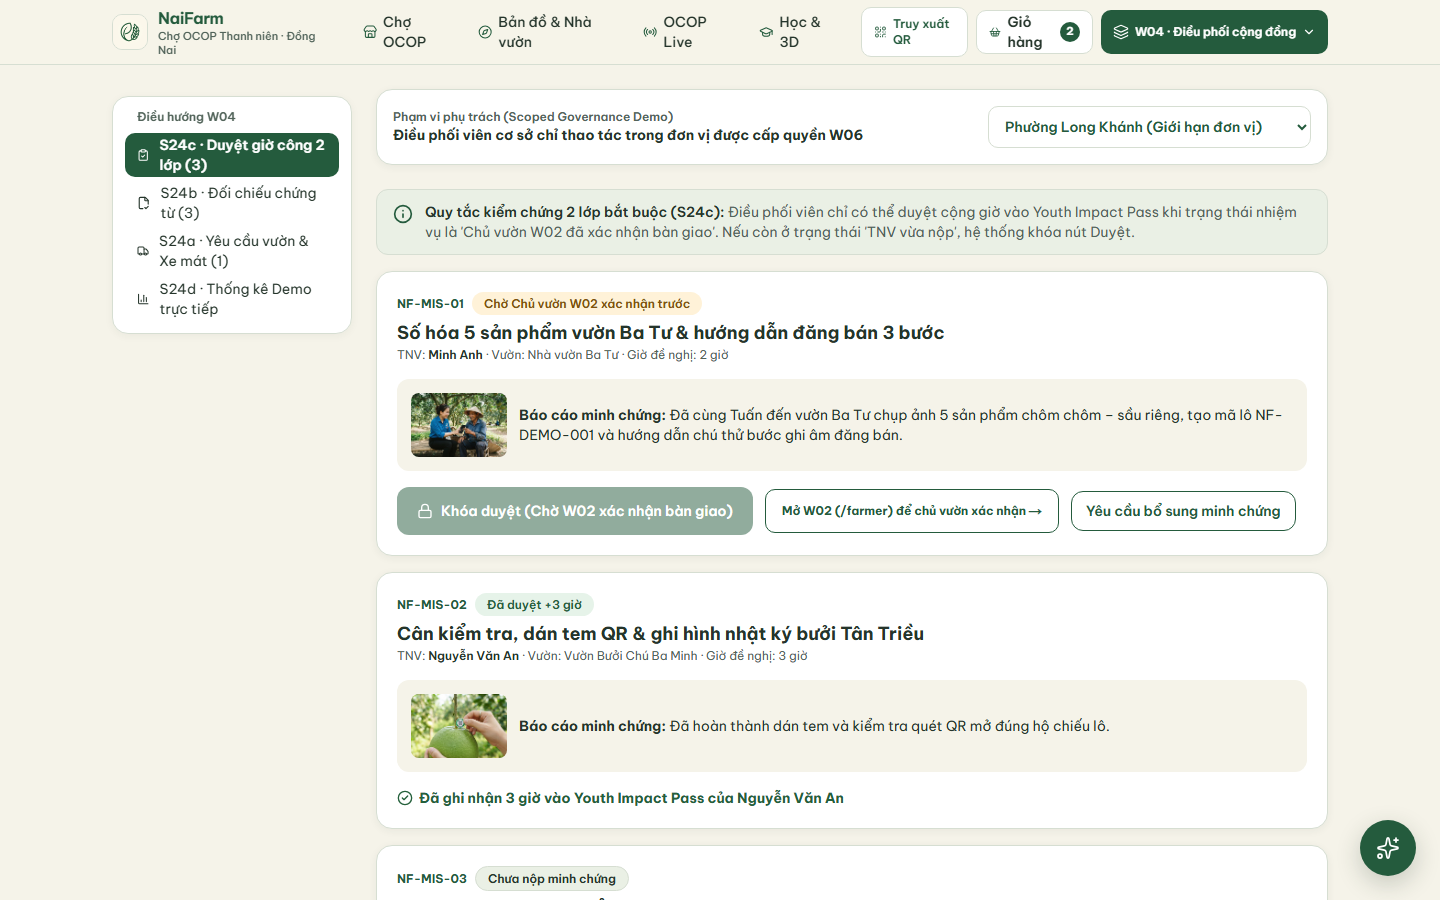 NaiFarm
Chợ OCOP Thanh niên · Đồng
Nai
Chợ
OCOP
Bản đồ & Nhà
vườn
OCOP
Live
Học &
3D
Truy xuất
QR
Giỏ
hàng
2
W04 · Điều phối cộng đồng
Điều hướng W04
S24c · Duyệt giờ công 2
lớp (3)
S24b · Đối chiếu chứng
từ (3)
S24a · Yêu cầu vườn &
Xe mát (1)
S24d · Thống kê Demo
trực tiếp
Phạm vi phụ trách (Scoped Governance Demo)
Điều phối viên cơ sở chỉ thao tác trong đơn vị được cấp quyền W06
Phường Long Khánh (Giới hạn đơn vị)
Quy tắc kiểm chứng 2 lớp bắt buộc (S24c): Điều phối viên chỉ có thể duyệt cộng giờ vào Youth Impact Pass khi trạng thái nhiệm
vụ là 'Chủ vườn W02 đã xác nhận bàn giao'. Nếu còn ở trạng thái 'TNV vừa nộp', hệ thống khóa nút Duyệt.
NF-MIS-01 Chờ Chủ vườn W02 xác nhận trước
Số hóa 5 sản phẩm vườn Ba Tư & hướng dẫn đăng bán 3 bước
TNV: Minh Anh · Vườn: Nhà vườn Ba Tư · Giờ đề nghị: 2 giờ
Báo cáo minh chứng: Đã cùng Tuấn đến vườn Ba Tư chụp ảnh 5 sản phẩm chôm chôm – sầu riêng, tạo mã lô NF-
DEMO-001 và hướng dẫn chú thử bước ghi âm đăng bán.
Khóa duyệt (Chờ W02 xác nhận bàn giao)
Mở W02 (/farmer) để chủ vườn xác nhận →
Yêu cầu bổ sung minh chứng
NF-MIS-02 Đã duyệt +3 giờ
Cân kiểm tra, dán tem QR & ghi hình nhật ký bưởi Tân Triều
TNV: Nguyễn Văn An · Vườn: Vườn Bưởi Chú Ba Minh · Giờ đề nghị: 3 giờ
Báo cáo minh chứng: Đã hoàn thành dán tem và kiểm tra quét QR mở đúng hộ chiếu lô.
Đã ghi nhận 3 giờ vào Youth Impact Pass của Nguyễn Văn An
NF-MIS-03 Chưa nộp minh chứng